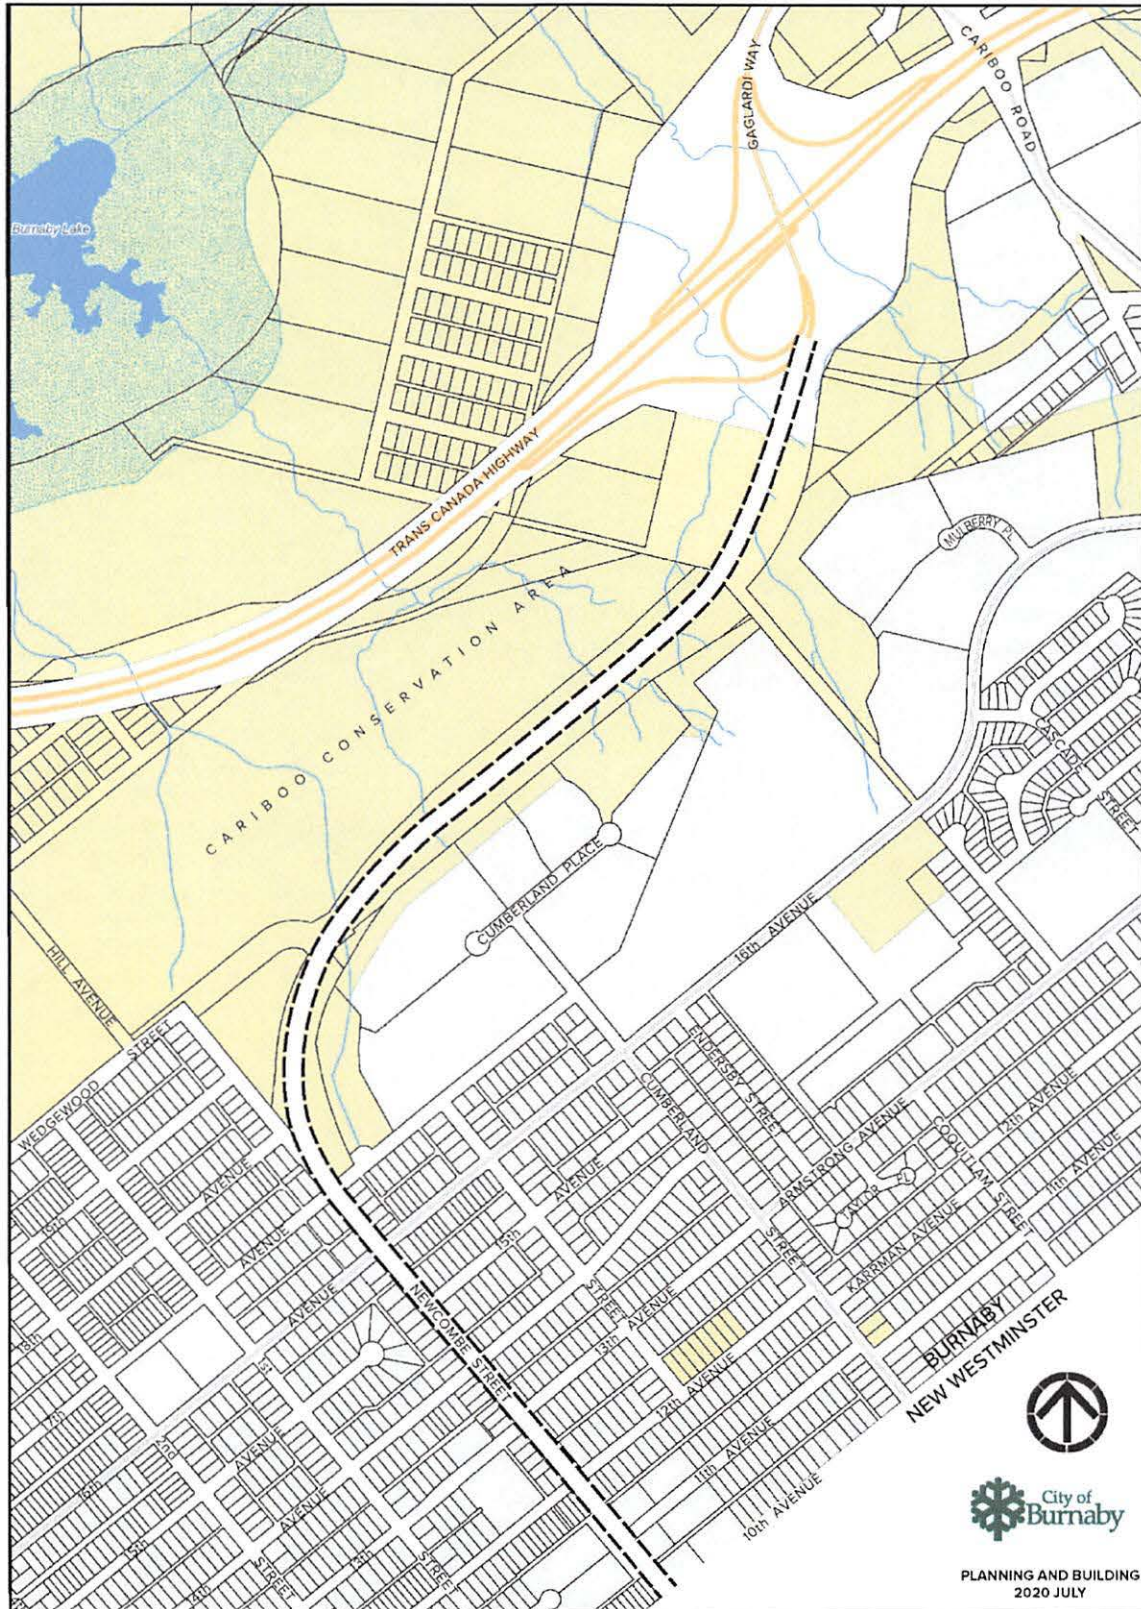 GAGLARDI WAY
CARIBOO ROAD
Burnaby Lake
TRANS CANADA HIGHWAY
MULBERRY PL
CARIBOO CONSERVATION AREA
CASCADE STREET
CUMBERLAND PLACE
16th AVENUE
HILL AVENUE
WEDGEWOOD STREET
ENDERSBY STREET
CUMBERLAND STREET
ARMSTRONG AVENUE
COQUITLAM STREET
12th AVENUE
11th AVENUE
TAYLOR PL
KARRMAN AVENUE
19th AVENUE
18th AVENUE
17th AVENUE
16th AVENUE
15th AVENUE
14th AVENUE
13th AVENUE
15th AVENUE
1st STREET
2nd STREET
NEWCOMBE STREET
STREET
13th AVENUE
12th AVENUE
11th AVENUE
10th AVENUE
BURNABY
NEW WESTMINSTER
City of
Burnaby
PLANNING AND BUILDING
2020 JULY